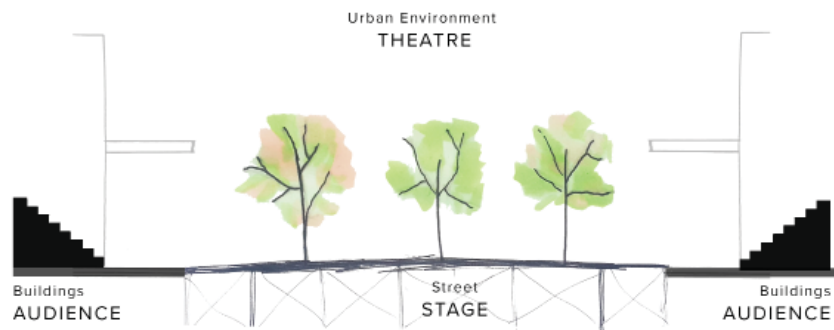 Urban Environment
THEATRE
Buildings
AUDIENCE
Street
STAGE
Buildings
AUDIENCE